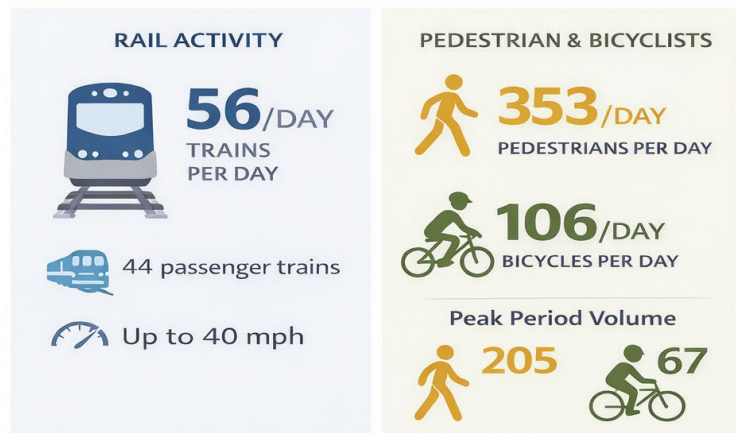 RAIL ACTIVITY
56/DAY
TRAINS
PER DAY
44 passenger trains
Up to 40 mph
PEDESTRIAN & BICYCLISTS
353/DAY
PEDESTRIANS PER DAY
106/DAY
BICYCLES PER DAY
Peak Period Volume
205
67